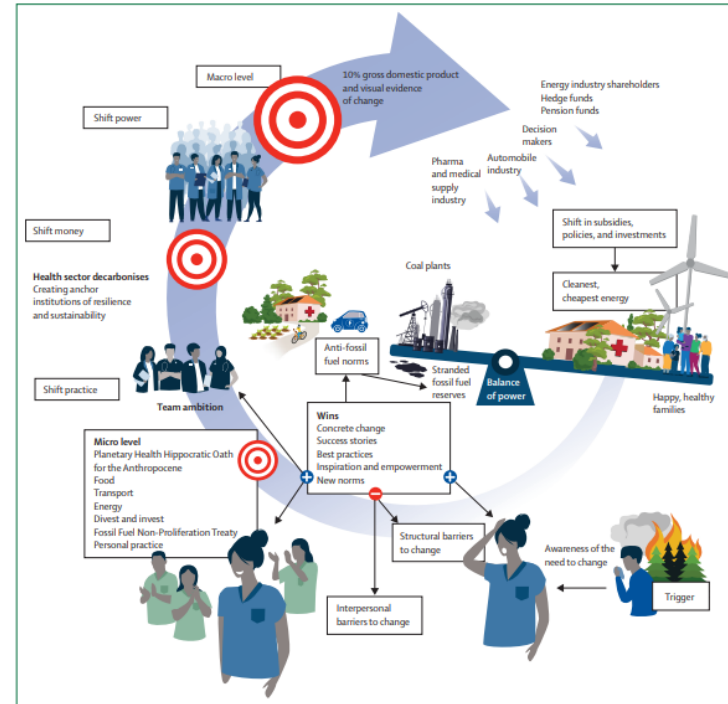 Macro level
10% gross domestic product
and visual evidence
of change
Energy industry shareholders
Hedge funds
Pension funds
Decision
makers
Automobile
industry
Pharma
and medical
supply
industry
Shift power
Shift money
Health sector decarbonises
Creating anchor
institutions of resilience
and sustainability
Shift in subsidies,
policies, and investments
Cleanest,
cheapest energy
Coal plants
Anti-fossil
fuel norms
Stranded
fossil fuel
reserves
Balance
of power
Happy, healthy
families
Shift practice
Team ambition
Wins
Concrete change
Success stories
Best practices
Inspiration and empowerment
New norms
Micro level
Planetary Health Hippocratic Oath
for the Anthropocene
Food
Transport
Energy
Divest and invest
Fossil Fuel Non-Proliferation Treaty
Personal practice
Structural barriers
to change
Interpersonal
barriers to change
Awareness of the
need to change
Trigger